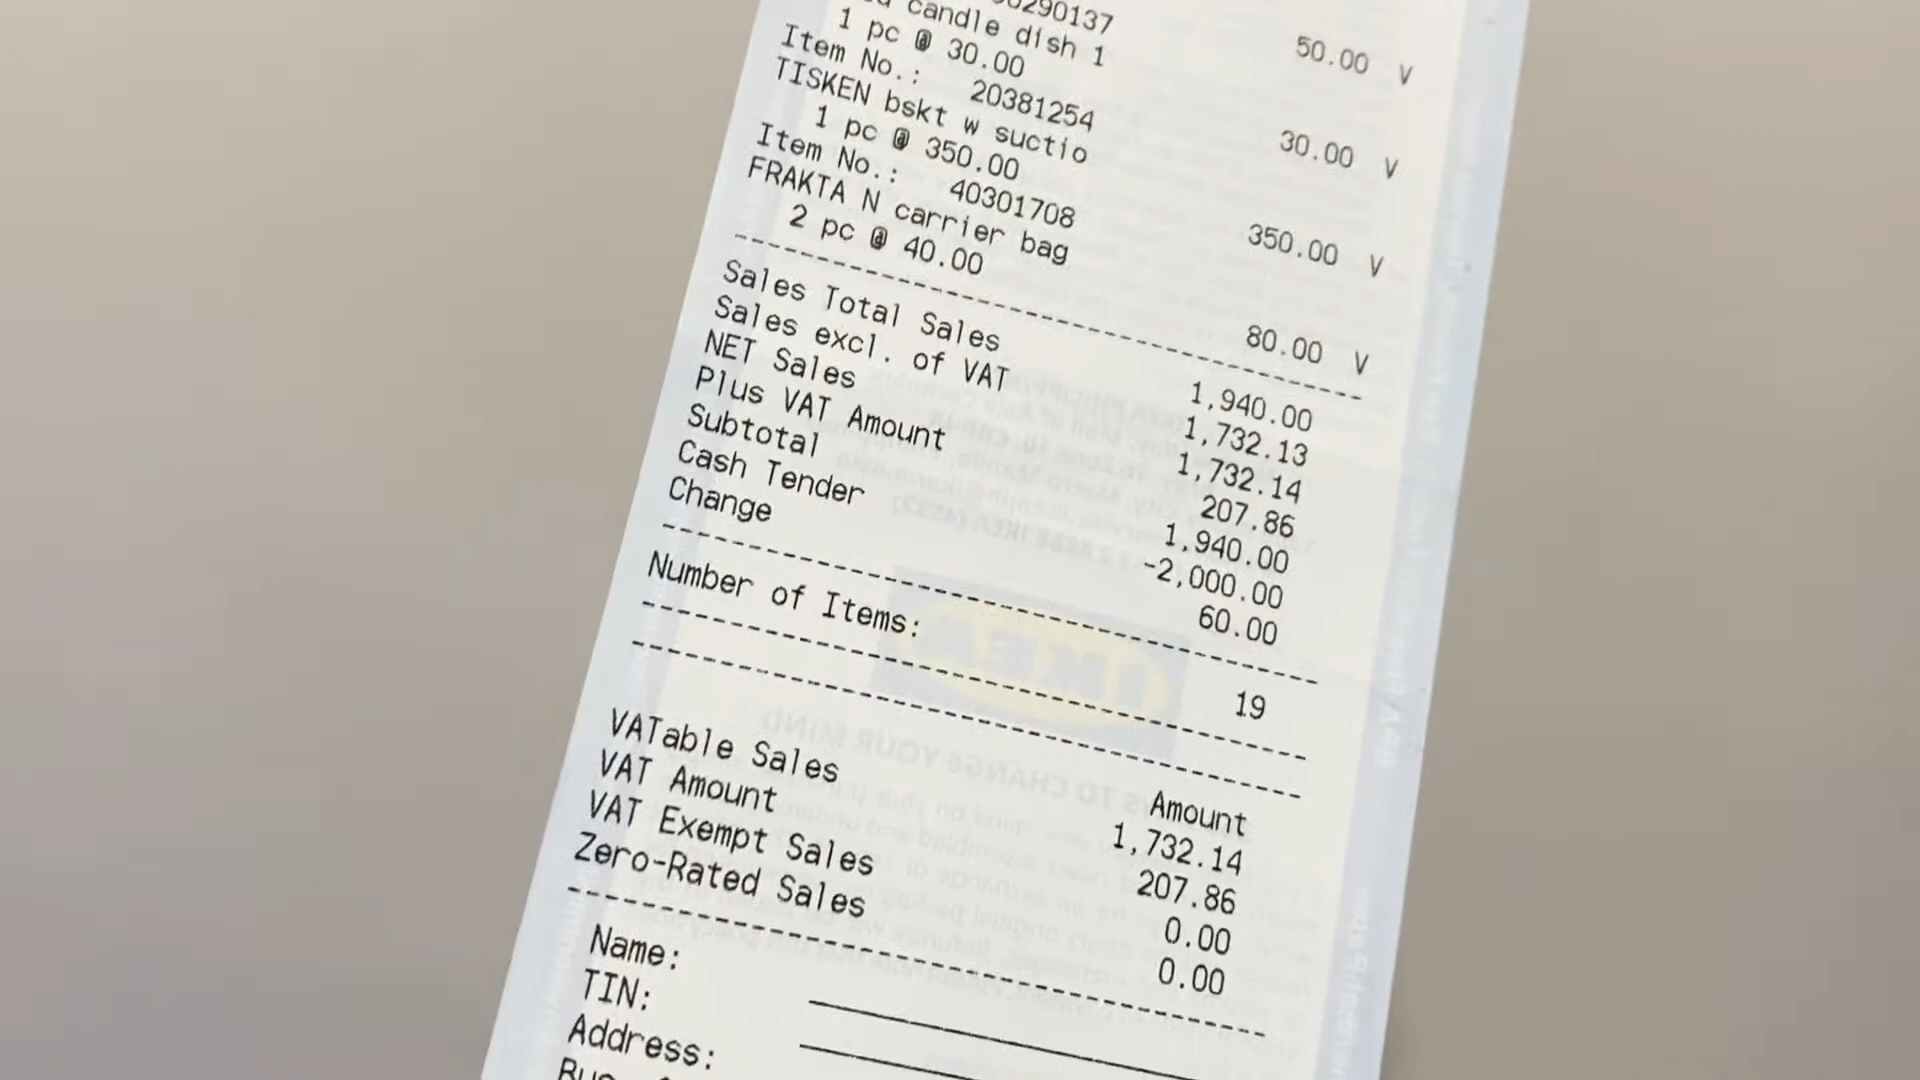 0290137
candle dish 1
1 pc @ 30.00
50.00 V
Item No.: 20381254
TISKEN bskt w suctio
1 pc @ 350.00
30.00 V
Item No.: 40301708
FRAKTA N carrier bag
2 pc @ 40.00
350.00 V
80.00 V
Sales Total Sales 1,940.00
Sales excl. of VAT 1,732.13
NET Sales 1,732.14
Plus VAT Amount 207.86
Subtotal 1,940.00
Cash Tender -2,000.00
Change 60.00
Number of Items: 19
Amount
VATable Sales 1,732.14
VAT Amount 207.86
VAT Exempt Sales 0.00
Zero-Rated Sales 0.00
Name:
TIN:
Address:
IKEA